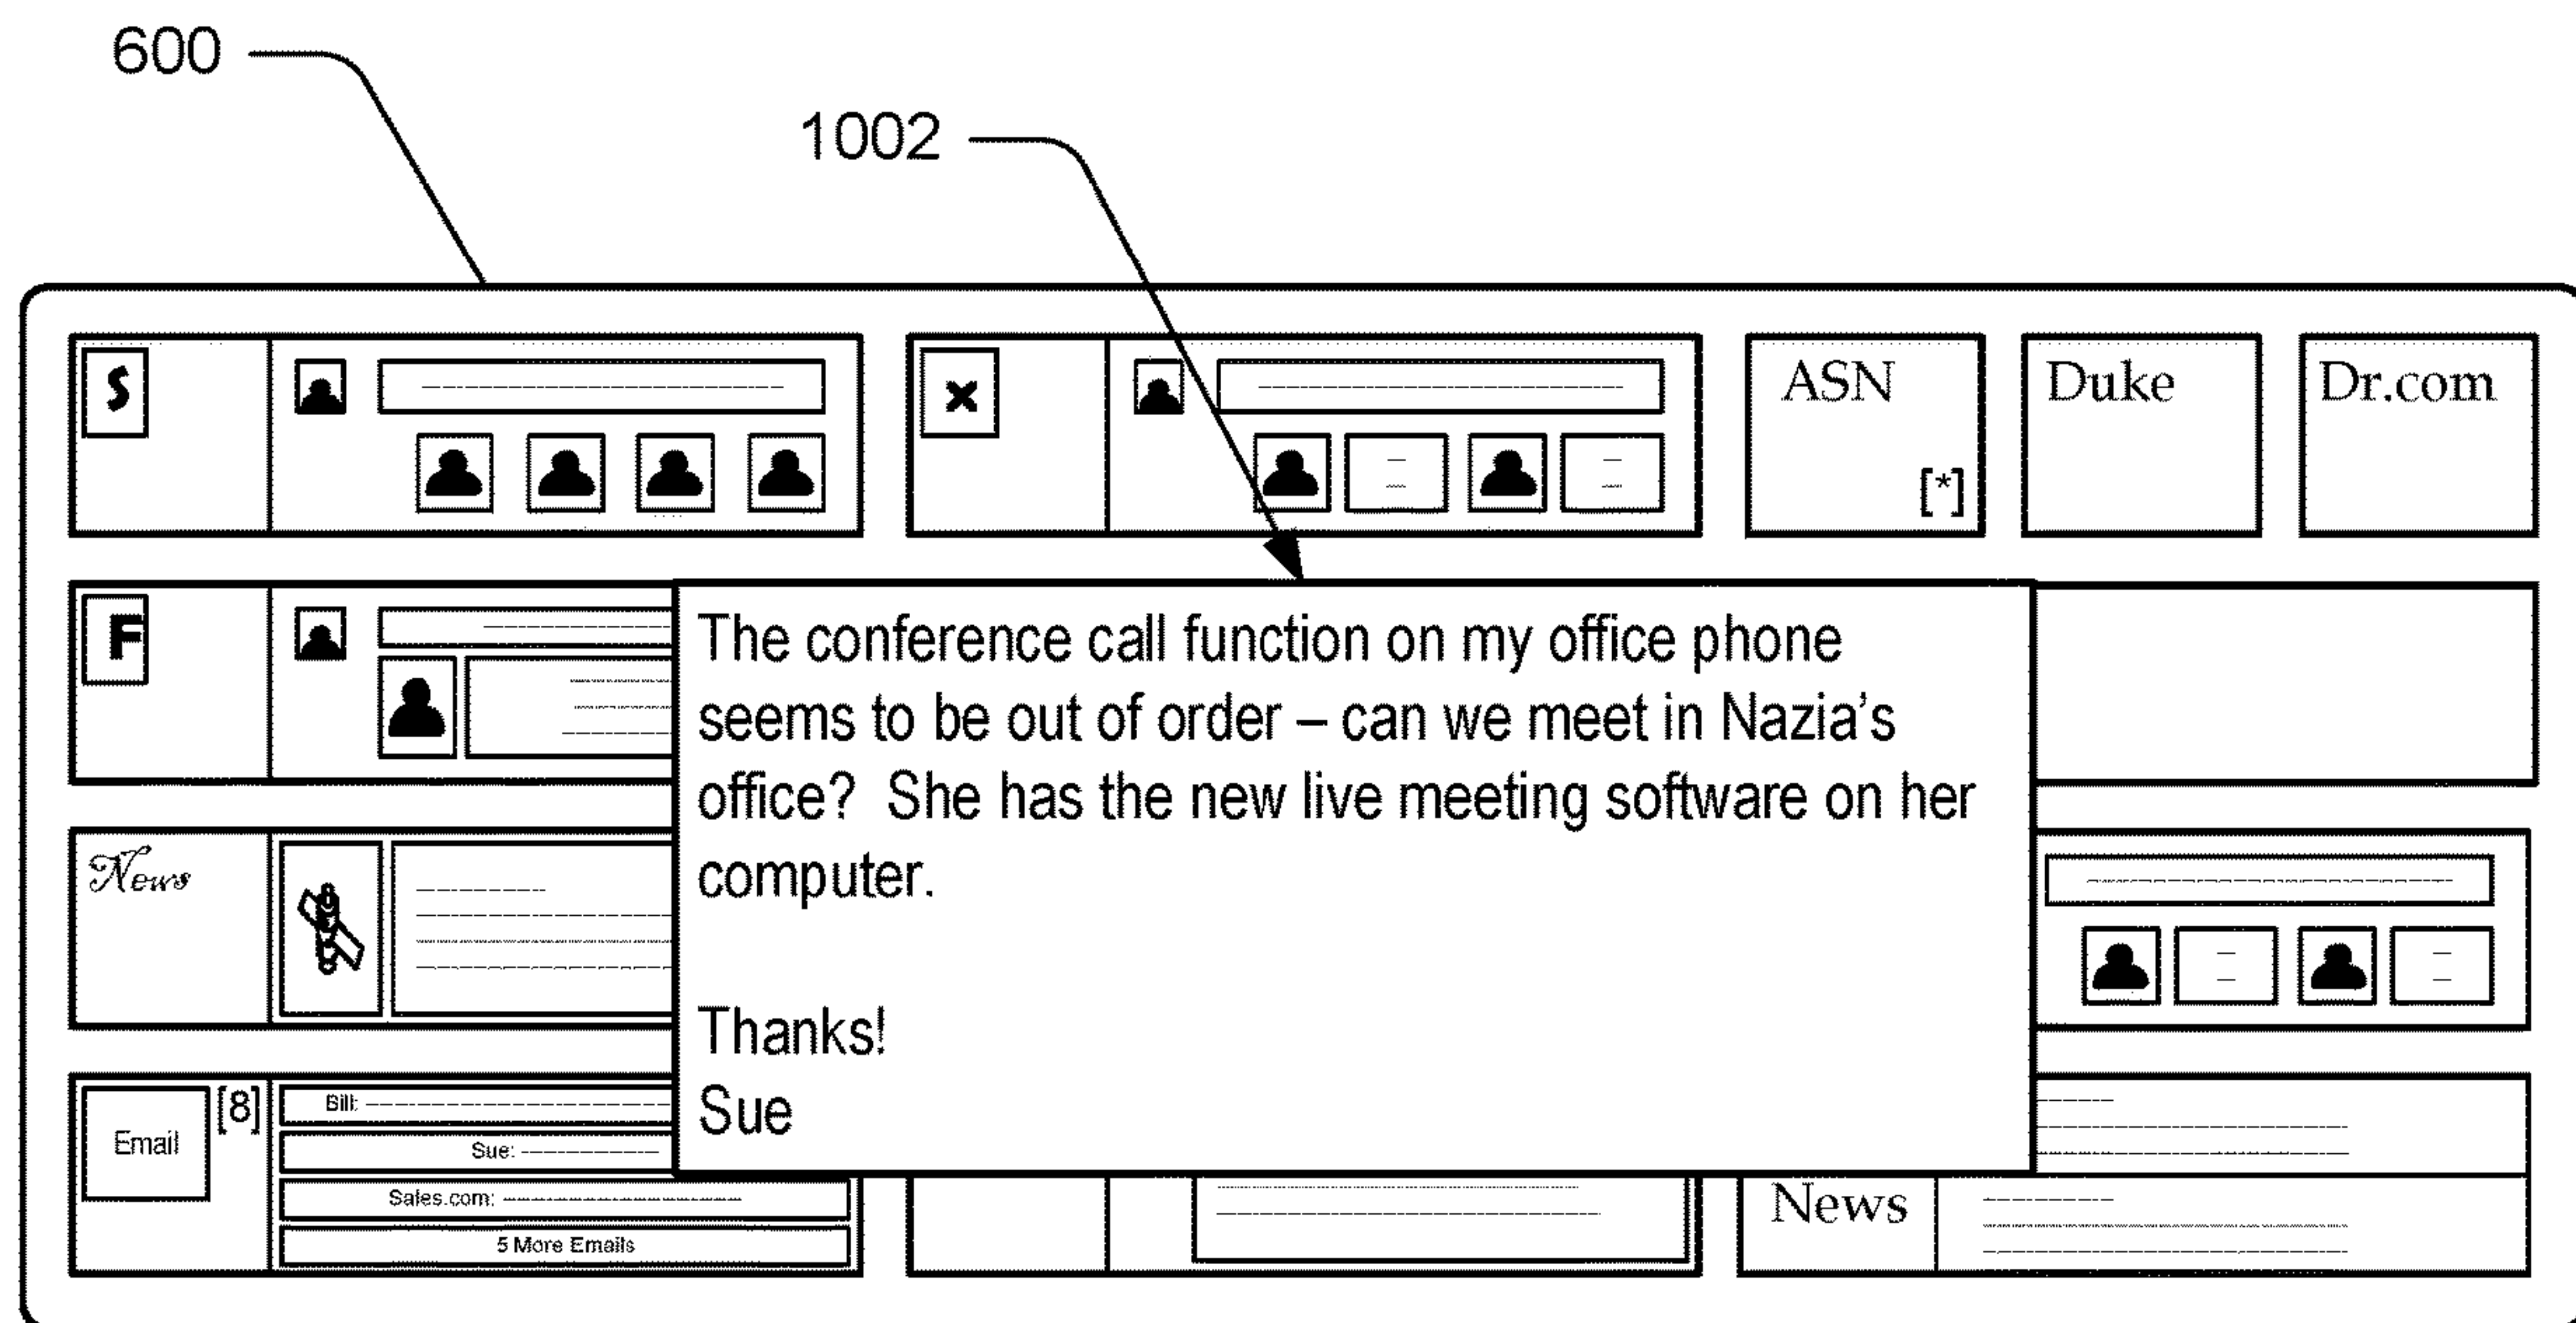 600
1002
S
x
ASN
[*]
Duke
Dr.com
F
The conference call function on my office phone
seems to be out of order – can we meet in Nazia's
office?  She has the new live meeting software on her
computer.
Thanks!
Sue
News
Email
[8]
Bill:
Sue:
Sales.com:
5 More Emails
News